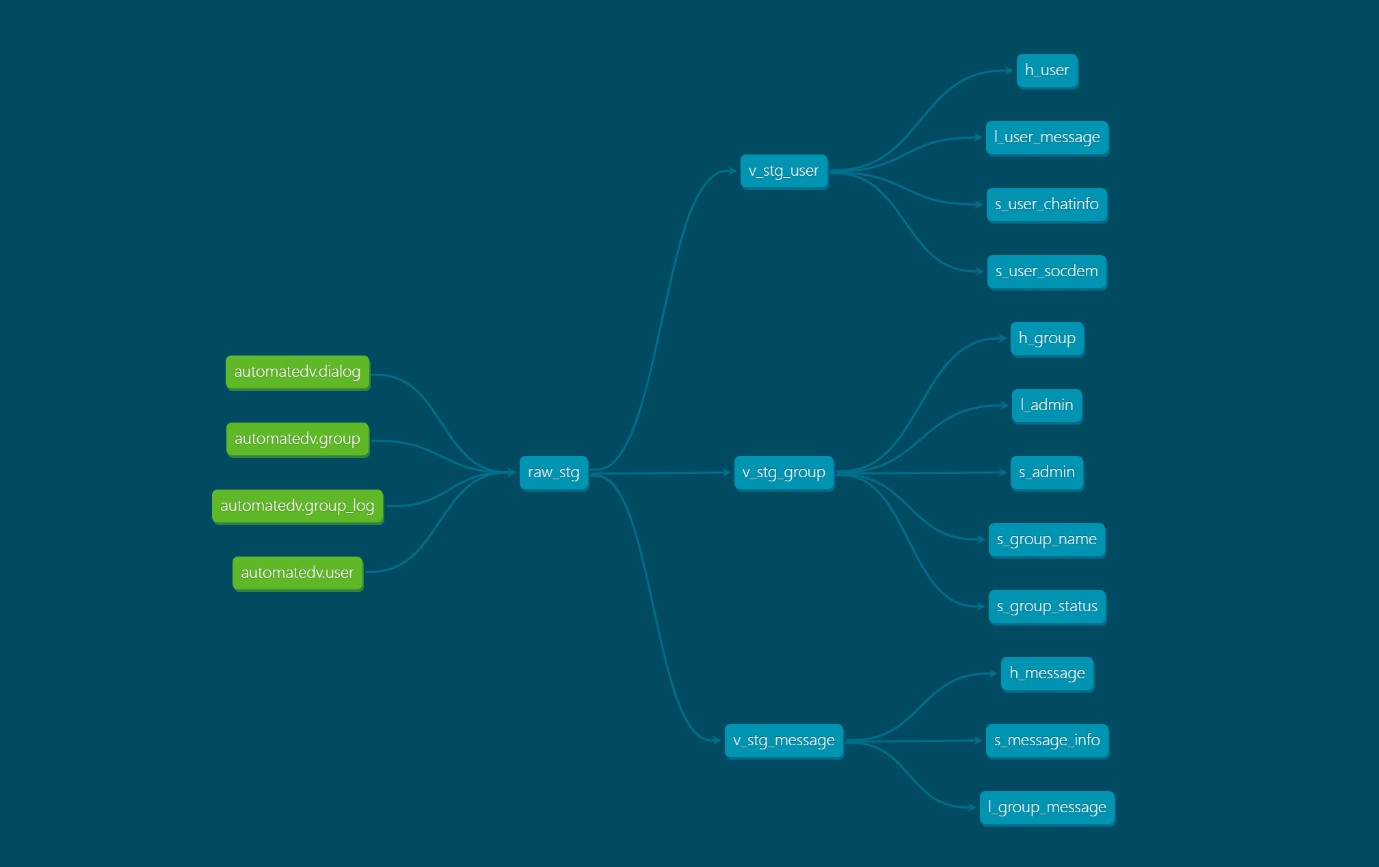 automatedv.dialog
automatedv.group
automatedv.group_log
automatedv.user
raw_stg
v_stg_user
v_stg_group
v_stg_message
h_user
l_user_message
s_user_chatinfo
s_user_socdem
h_group
l_admin
s_admin
s_group_name
s_group_status
h_message
s_message_info
l_group_message